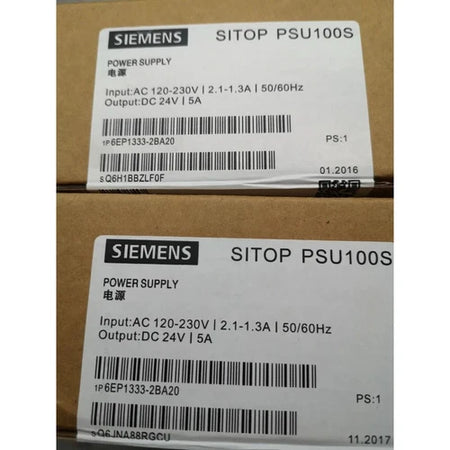 SIEMENS SITOP PSU100S
POWER SUPPLY
电源
Input:AC 120-230V | 2.1-1.3A | 50/60Hz
Output:DC 24V | 5A
1P 6EP1333-2BA20
PS:1
SQ6H1BBZLF0F
01.2016
SIEMENS SITOP PSU100S
POWER SUPPLY
电源
Input:AC 120-230V | 2.1-1.3A | 50/60Hz
Output:DC 24V | 5A
1P 6EP1333-2BA20
PS:1
SQ6JNA88RGCU
11.2017